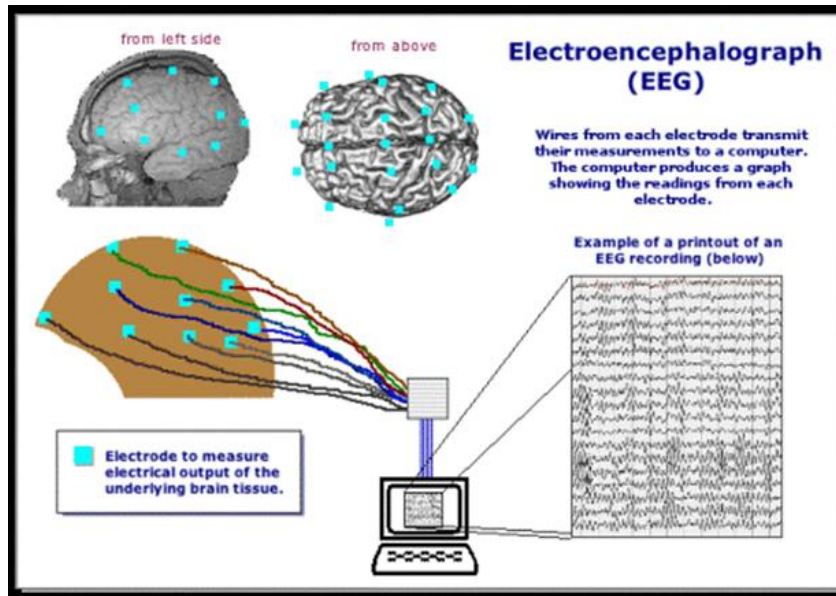 from left side
from above
Electroencephalograph
(EEG)
Wires from each electrode transmit
their measurements to a computer.
The computer produces a graph
showing the readings from each
electrode.
Example of a printout of an
EEG recording (below)
Electrode to measure
electrical output of the
underlying brain tissue.